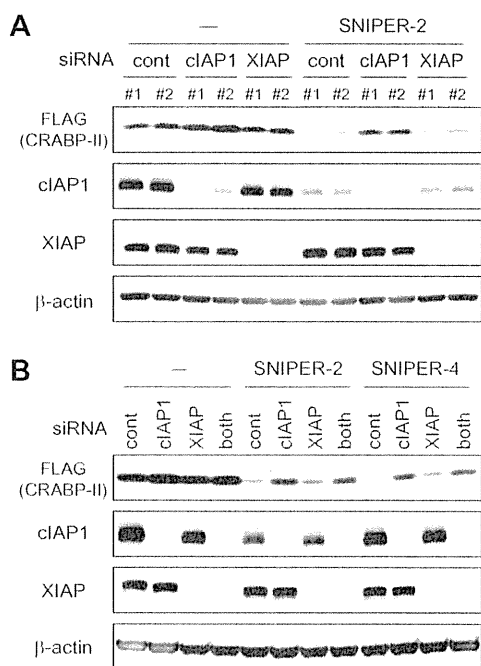 A
— SNIPER-2
siRNA cont cIAP1 XIAP cont cIAP1 XIAP
#1 #2 #1 #2 #1 #2 #1 #2 #1 #2 #1 #2
FLAG
(CRABP-II)
cIAP1
XIAP
β-actin
B
— SNIPER-2 SNIPER-4
siRNA cont cIAP1 XIAP both cont cIAP1 XIAP both cont cIAP1 XIAP both
FLAG
(CRABP-II)
cIAP1
XIAP
β-actin